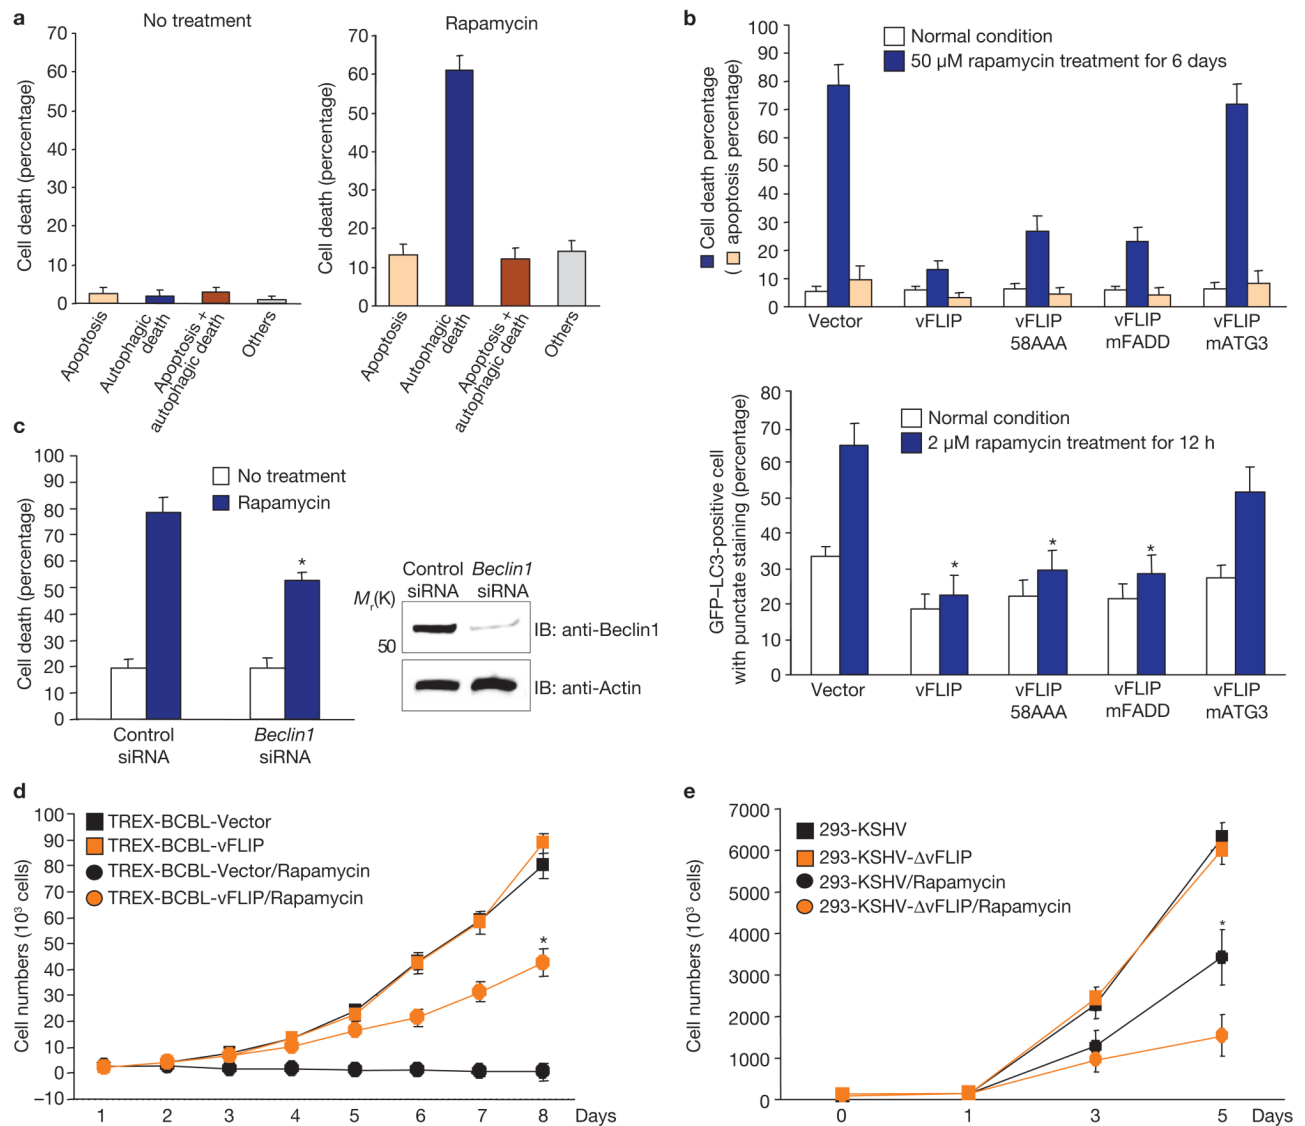 a
No treatment
Cell death (percentage)
70
60
50
40
30
20
10
0
Apoptosis
Autophagic
death
Apoptosis +
autophagic death
Others
Rapamycin
Cell death (percentage)
70
60
50
40
30
20
10
0
Apoptosis
Autophagic
death
Apoptosis +
autophagic death
Others
b
Normal condition
50 µM rapamycin treatment for 6 days
Cell death percentage
( apoptosis percentage)
100
90
80
70
60
50
40
30
20
10
0
Vector
vFLIP
vFLIP
58AAA
vFLIP
mFADD
vFLIP
mATG3
Normal condition
2 µM rapamycin treatment for 12 h
GFP–LC3-positive cell
with punctate staining (percentage)
80
70
60
50
40
30
20
10
0
*
*
*
Vector
vFLIP
vFLIP
58AAA
vFLIP
mFADD
vFLIP
mATG3
c
No treatment
Rapamycin
Cell death (percentage)
100
90
80
70
60
50
40
30
20
10
0
*
Control
siRNA
Beclin1
siRNA
Control
siRNA
Beclin1
siRNA
Mr(K)
50
IB: anti-Beclin1
IB: anti-Actin
d
TREX-BCBL-Vector
TREX-BCBL-vFLIP
TREX-BCBL-Vector/Rapamycin
TREX-BCBL-vFLIP/Rapamycin
Cell numbers (10³ cells)
100
90
80
70
60
50
40
30
20
10
0
–10
*
1 2 3 4 5 6 7 8 Days
e
293-KSHV
293-KSHV-ΔvFLIP
293-KSHV/Rapamycin
293-KSHV-ΔvFLIP/Rapamycin
Cell numbers (10³ cells)
7000
6000
5000
4000
3000
2000
1000
0
*
0 1 3 5 Days